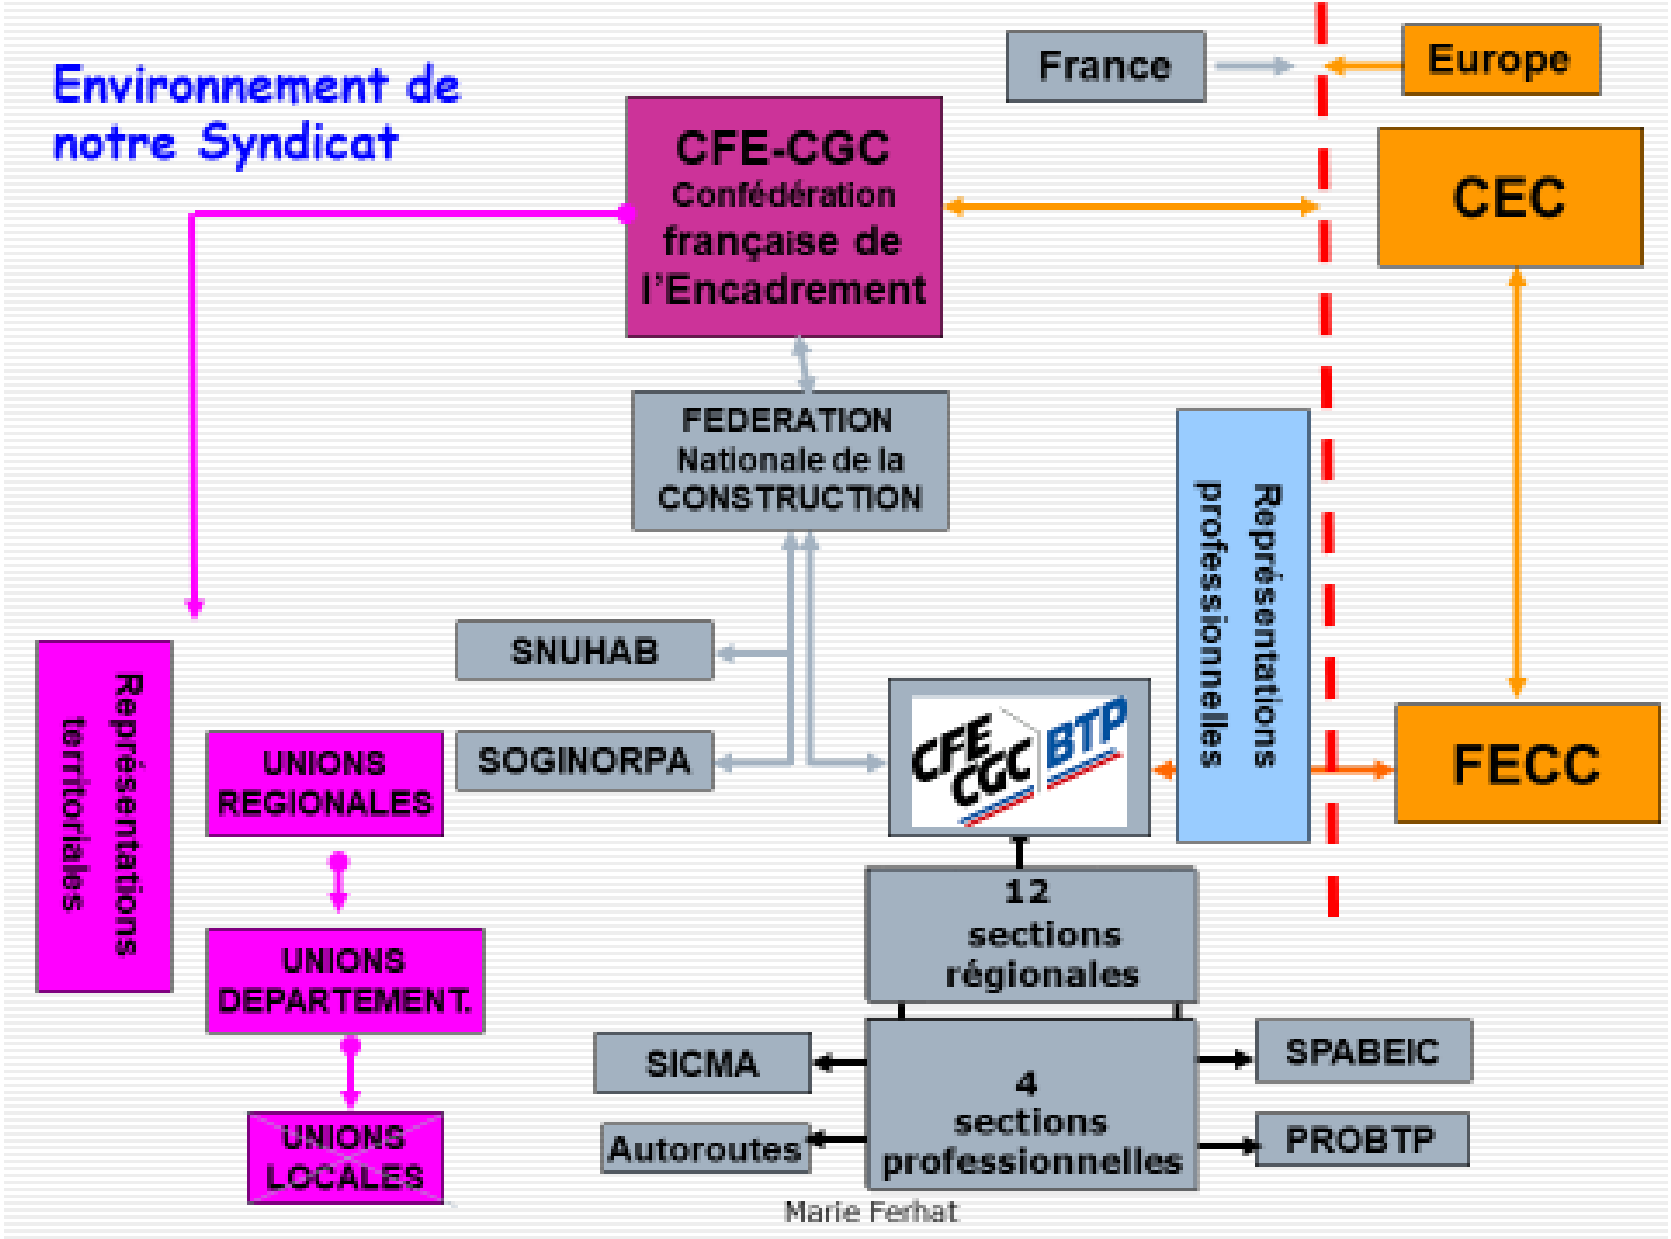 Environnement de
notre Syndicat
France
Europe
CFE-CGC
Confédération
française de
l'Encadrement
CEC
FEDERATION
Nationale de la
CONSTRUCTION
Représentations
professionnelles
SNUHAB
SOGINORPA
CFE
CGC
BTP
FECC
Représentations
territoriales
UNIONS
REGIONALES
UNIONS
DEPARTEMENT.
UNIONS
LOCALES
12
sections
régionales
4
sections
professionnelles
SICMA
Autoroutes
SPABEIC
PROBTP
Marie Ferhat